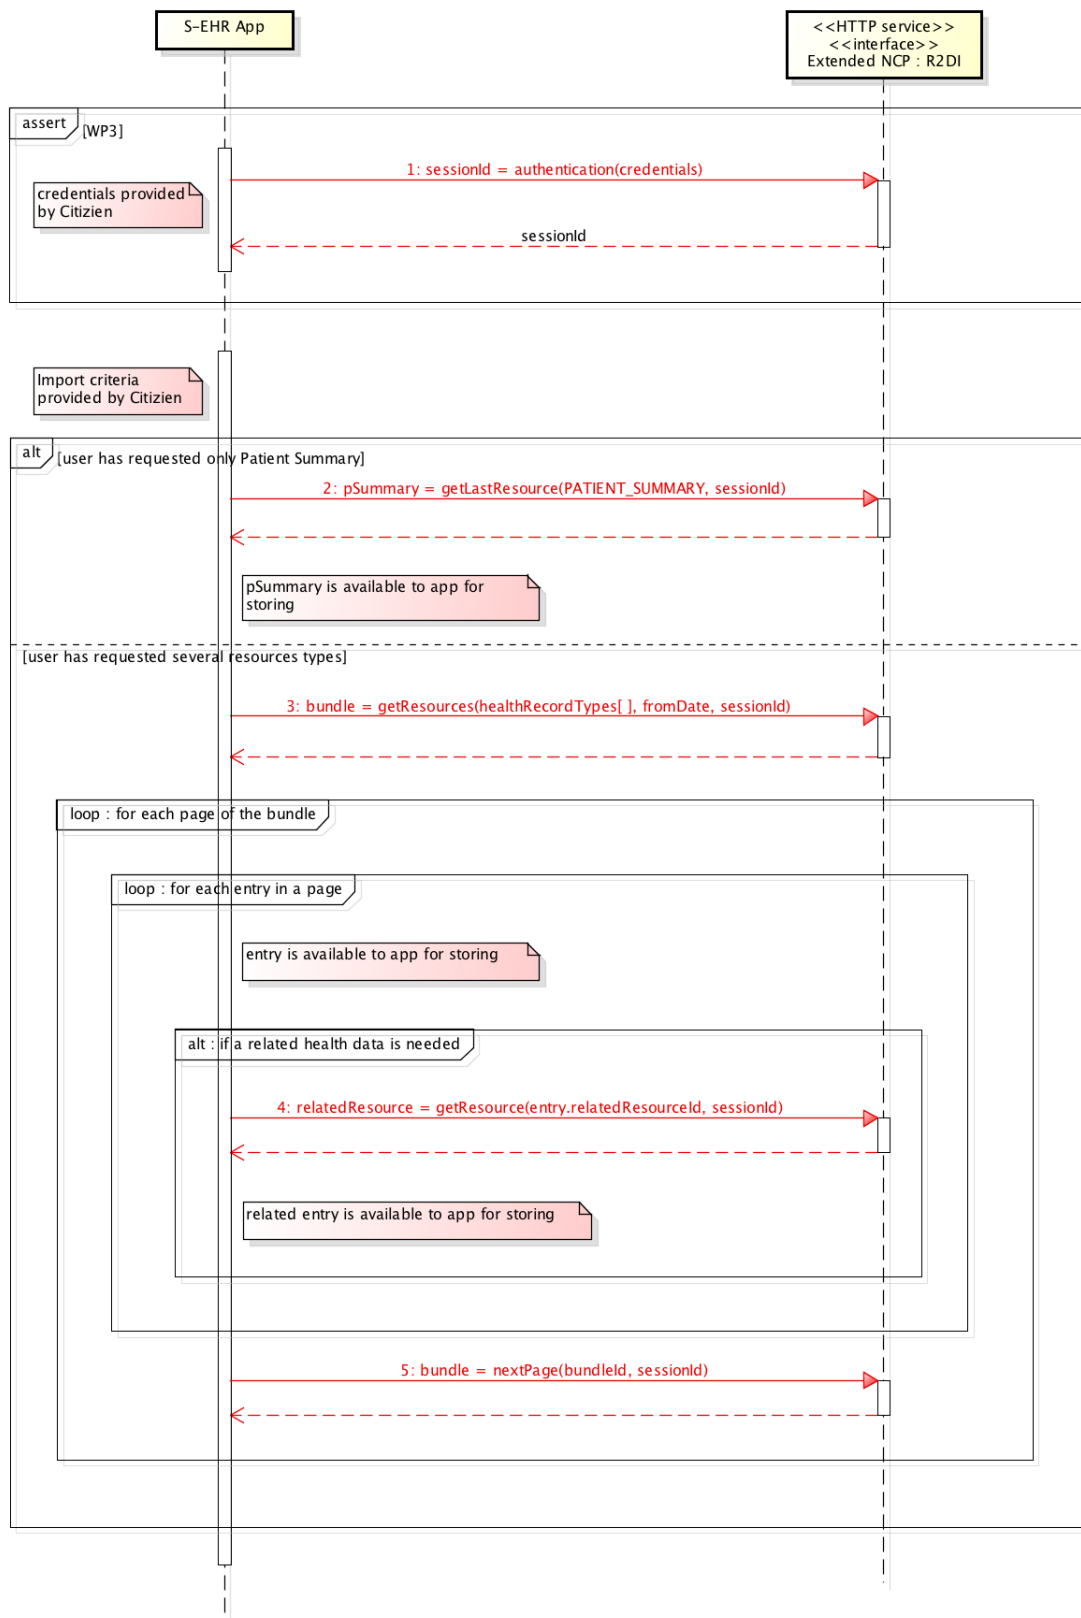 S-EHR App
<<HTTP service>>
<<interface>>
Extended NCP : R2DI
assert
[WP3]
1: sessionId = authentication(credentials)
credentials provided
by Citizien
sessionId
Import criteria
provided by Citizien
alt
[user has requested only Patient Summary]
2: pSummary = getLastResource(PATIENT_SUMMARY, sessionId)
pSummary is available to app for
storing
[user has requested several resources types]
3: bundle = getResources(healthRecordTypes[ ], fromDate, sessionId)
loop : for each page of the bundle
loop : for each entry in a page
entry is available to app for storing
alt : if a related health data is needed
4: relatedResource = getResource(entry.relatedResourceId, sessionId)
related entry is available to app for storing
5: bundle = nextPage(bundleId, sessionId)